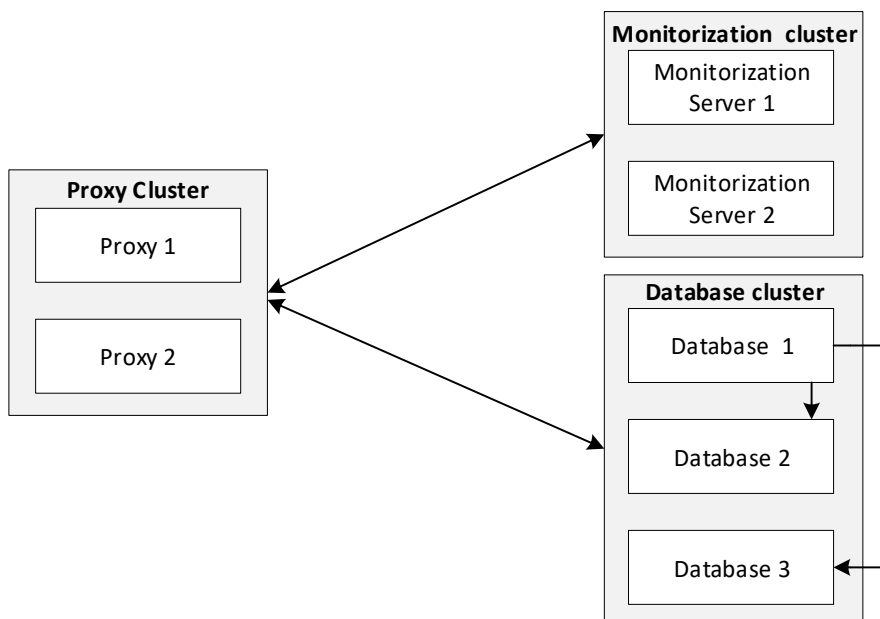 Monitorization cluster
Monitorization
Server 1
Monitorization
Server 2
Proxy Cluster
Proxy 1
Proxy 2
Database cluster
Database 1
Database 2
Database 3